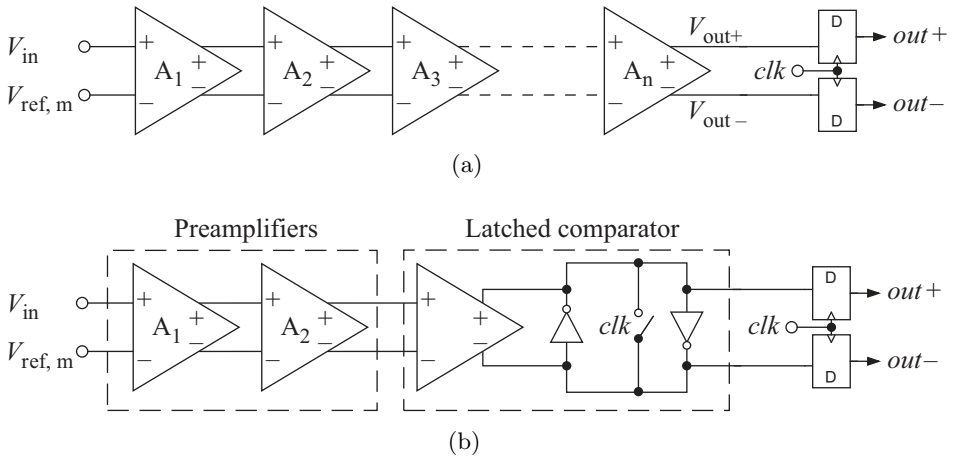 V_in
V_ref, m
+ −
A_1
+ −
+ −
A_2
+ −
+ −
A_3
+ −
+ −
A_n
+ −
V_out+
V_out−
clk
D
D
out+
out−
(a)
Preamplifiers
Latched comparator
V_in
V_ref, m
+ −
A_1
+ −
+ −
A_2
+ −
+ −
clk
clk
D
D
out+
out−
(b)